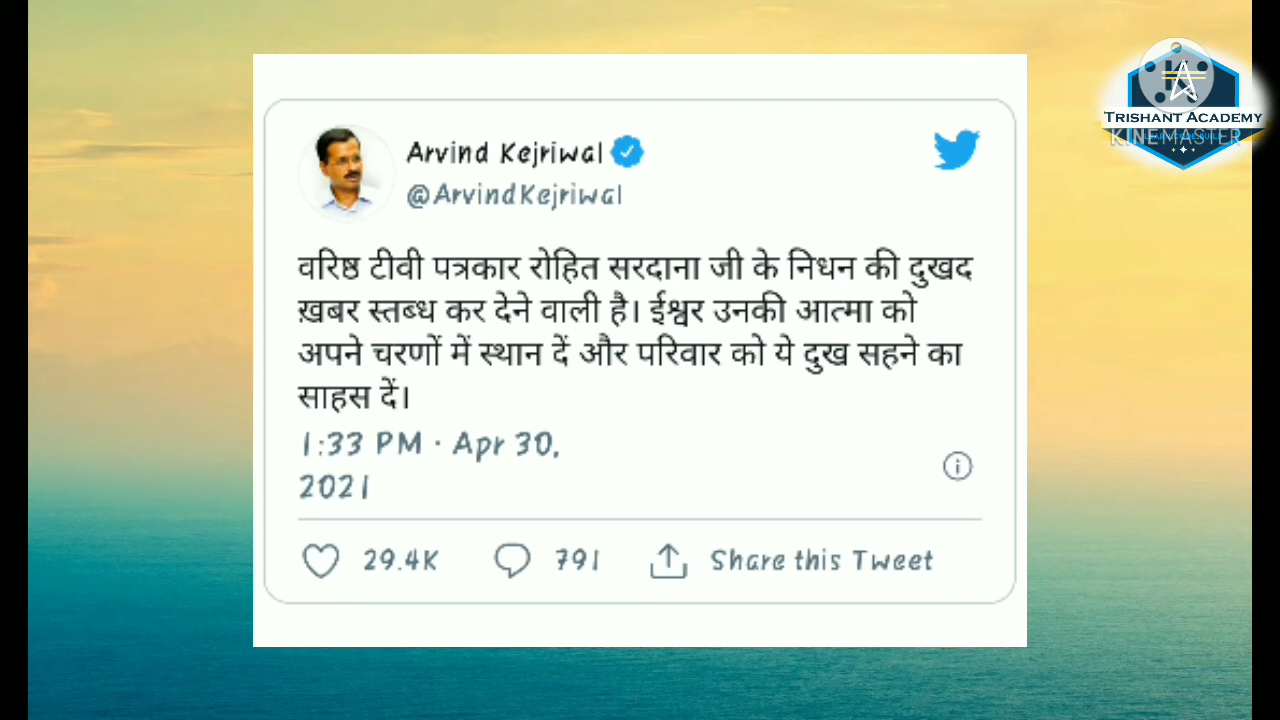 Arvind Kejriwal
@ArvindKejriwal
वरिष्ठ टीवी पत्रकार रोहित सरदाना जी के निधन की दुखद
ख़बर स्तब्ध कर देने वाली है। ईश्वर उनकी आत्मा को
अपने चरणों में स्थान दें और परिवार को ये दुख सहने का
साहस दें।
1:33 PM · Apr 30,
2021
29.4K 791 Share this Tweet
TRISHANT ACADEMY
KINEMASTER